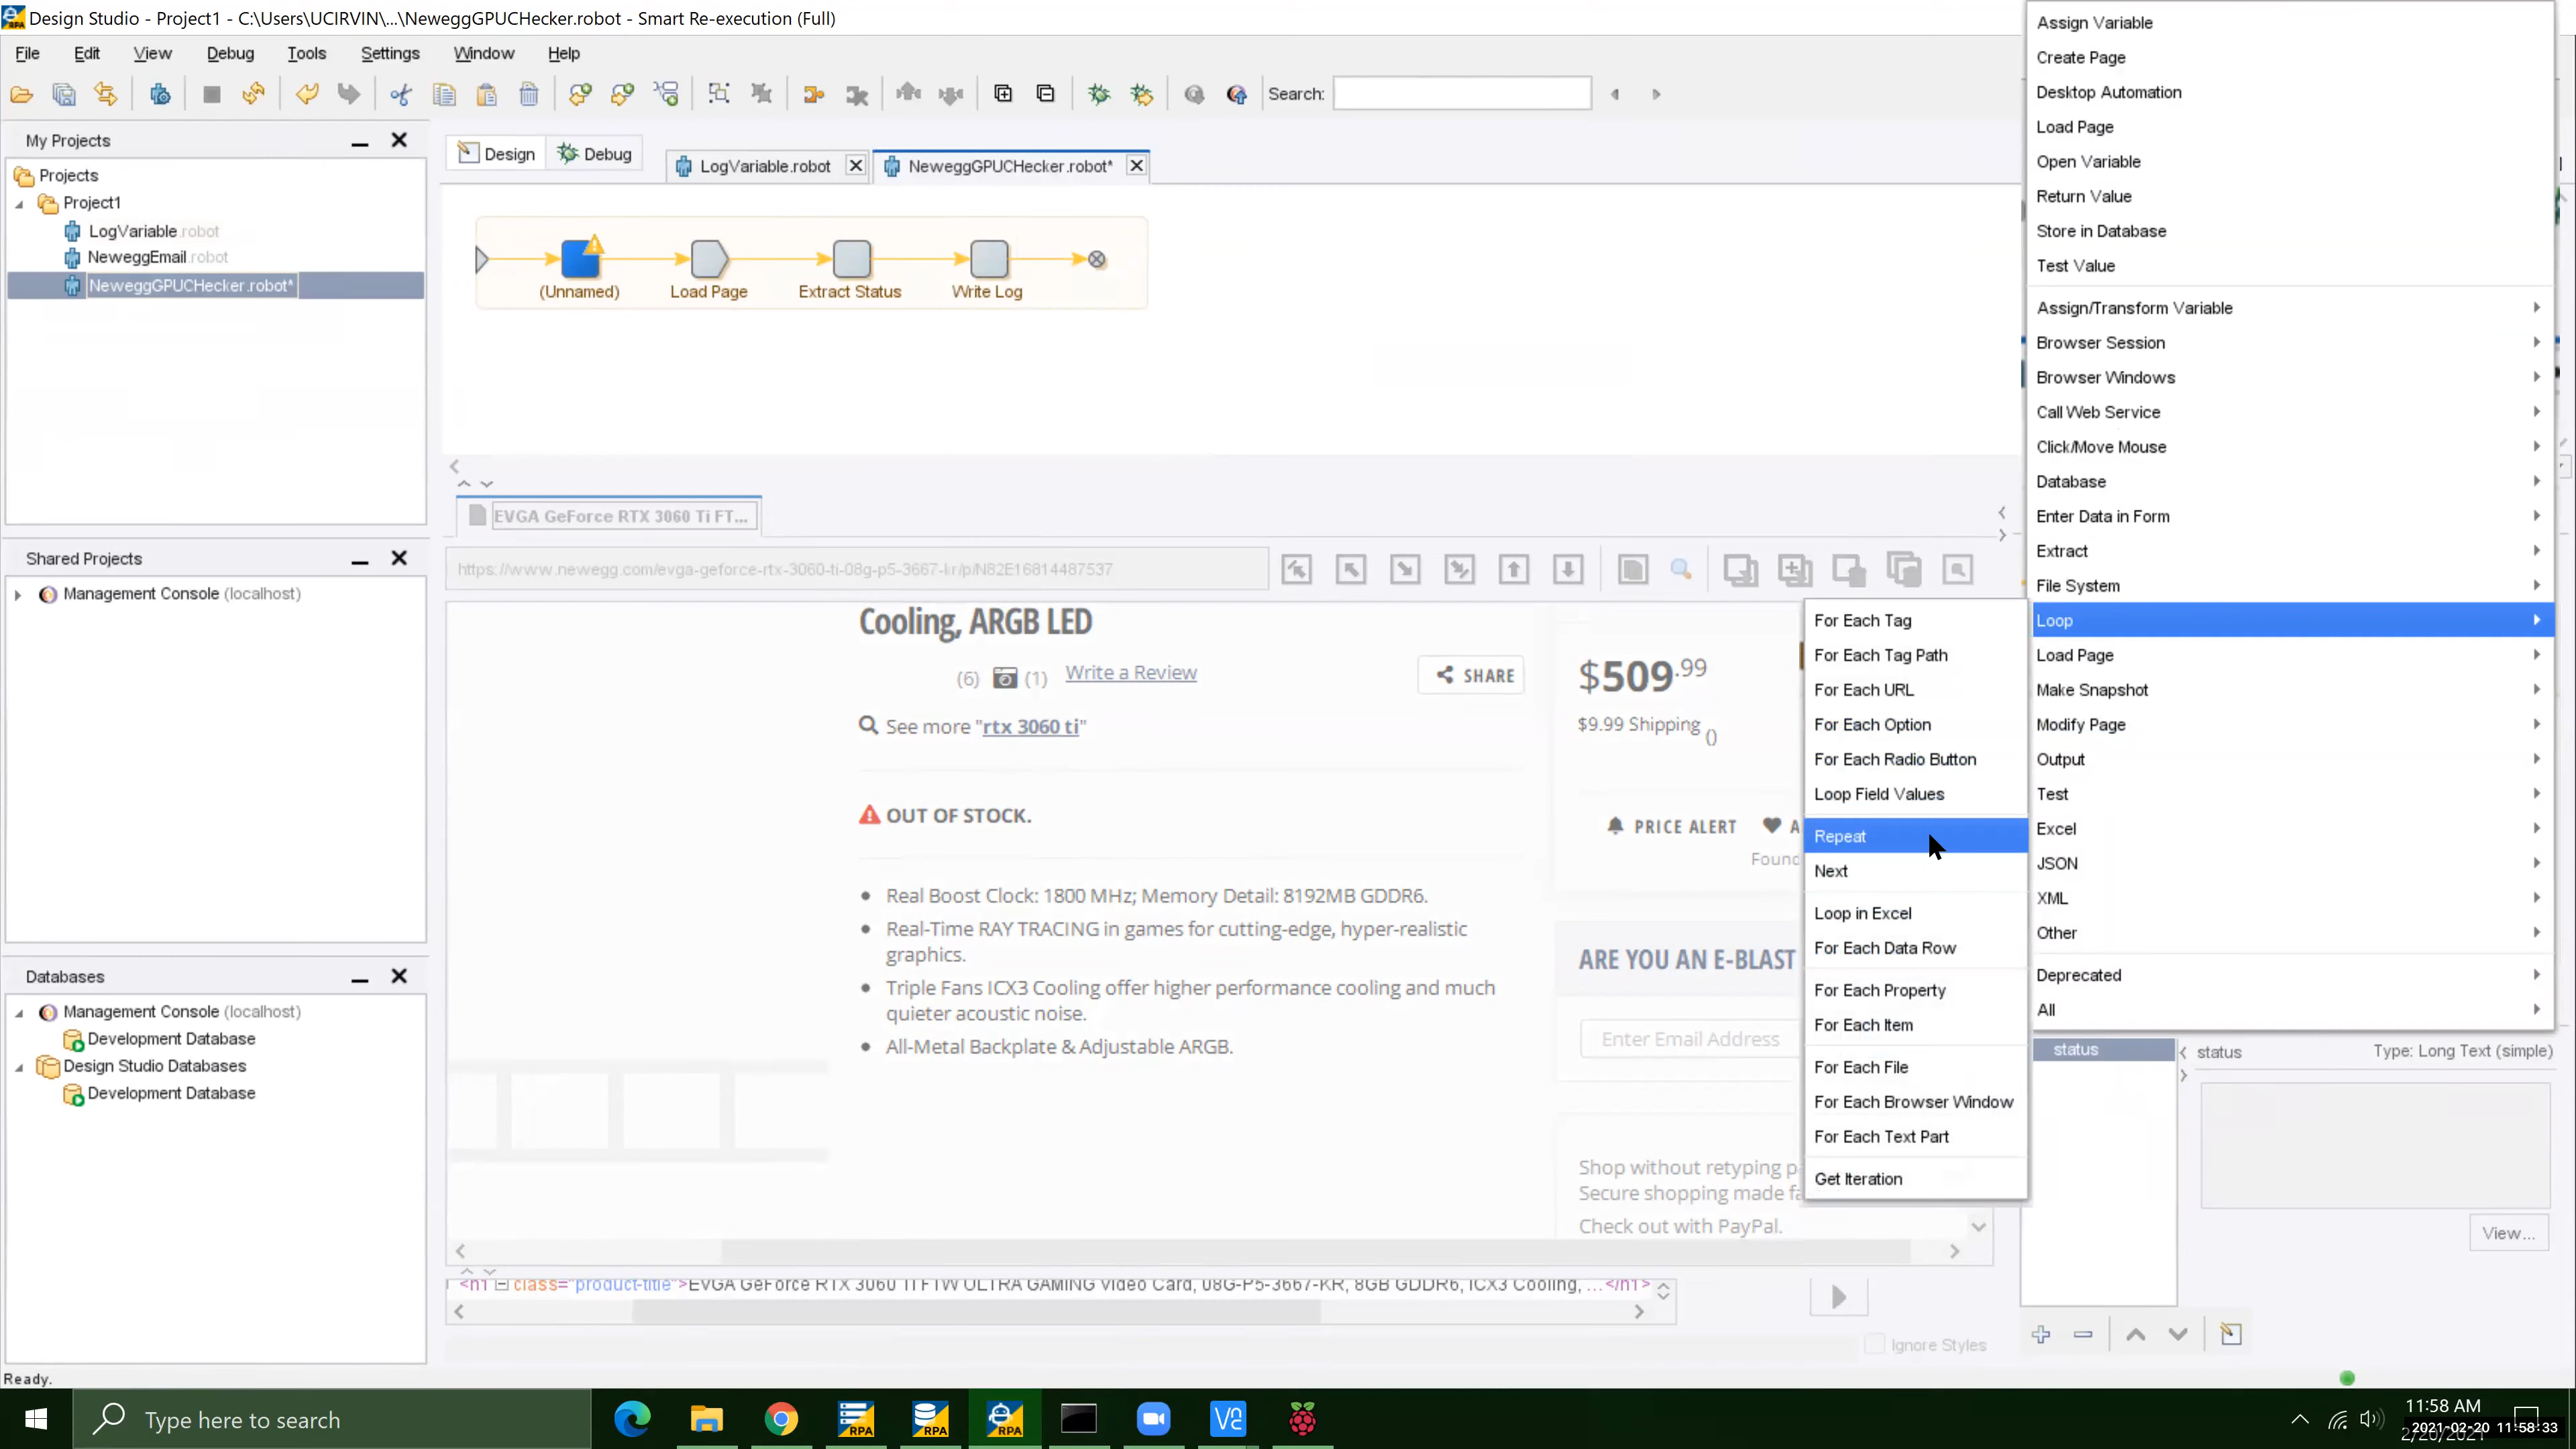 Design Studio - Project1 - C:\Users\UCIRVIN\...\NeweggGPUCHecker.robot - Smart Re-execution (Full)
File Edit View Debug Tools Settings Window Help
Search:
My Projects
Projects
Project1
LogVariable.robot
NeweggEmail.robot
NeweggGPUCHecker.robot*
Shared Projects
Management Console (localhost)
Databases
Management Console (localhost)
Development Database
Design Studio Databases
Development Database
Design Debug
LogVariable.robot
NeweggGPUCHecker.robot*
(Unnamed) Load Page Extract Status Write Log
EVGA GeForce RTX 3060 Ti FT...
https://www.newegg.com/evga-geforce-rtx-3060-ti-08g-p5-3667-kr/p/N82E16814487537
Cooling, ARGB LED
(6) (1) Write a Review
SHARE
See more "rtx 3060 ti"
OUT OF STOCK.
Real Boost Clock: 1800 MHz; Memory Detail: 8192MB GDDR6.
Real-Time RAY TRACING in games for cutting-edge, hyper-realistic
graphics.
Triple Fans ICX3 Cooling offer higher performance cooling and much
quieter acoustic noise.
All-Metal Backplate & Adjustable ARGB.
$509.99
$9.99 Shipping ()
PRICE ALERT A
Found
ARE YOU AN E-BLAST
Enter Email Address
Shop without retyping p
Secure shopping made fa
Check out with PayPal.
<h1 class="product-title">EVGA GeForce RTX 3060 Ti FTW ULTRA GAMING Video Card, 08G-P5-3667-KR, 8GB GDDR6, ICX3 Cooling, ...</h1>
Ignore Styles
For Each Tag
For Each Tag Path
For Each URL
For Each Option
For Each Radio Button
Loop Field Values
Repeat
Next
Loop in Excel
For Each Data Row
For Each Property
For Each Item
For Each File
For Each Browser Window
For Each Text Part
Get Iteration
Assign Variable
Create Page
Desktop Automation
Load Page
Open Variable
Return Value
Store in Database
Test Value
Assign/Transform Variable
Browser Session
Browser Windows
Call Web Service
Click/Move Mouse
Database
Enter Data in Form
Extract
File System
Loop
Load Page
Make Snapshot
Modify Page
Output
Test
Excel
JSON
XML
Other
Deprecated
All
status
status Type: Long Text (simple)
View...
Ready.
Type here to search
RPA RPA RPA
11:58 AM
2021-02-20 11:58:33